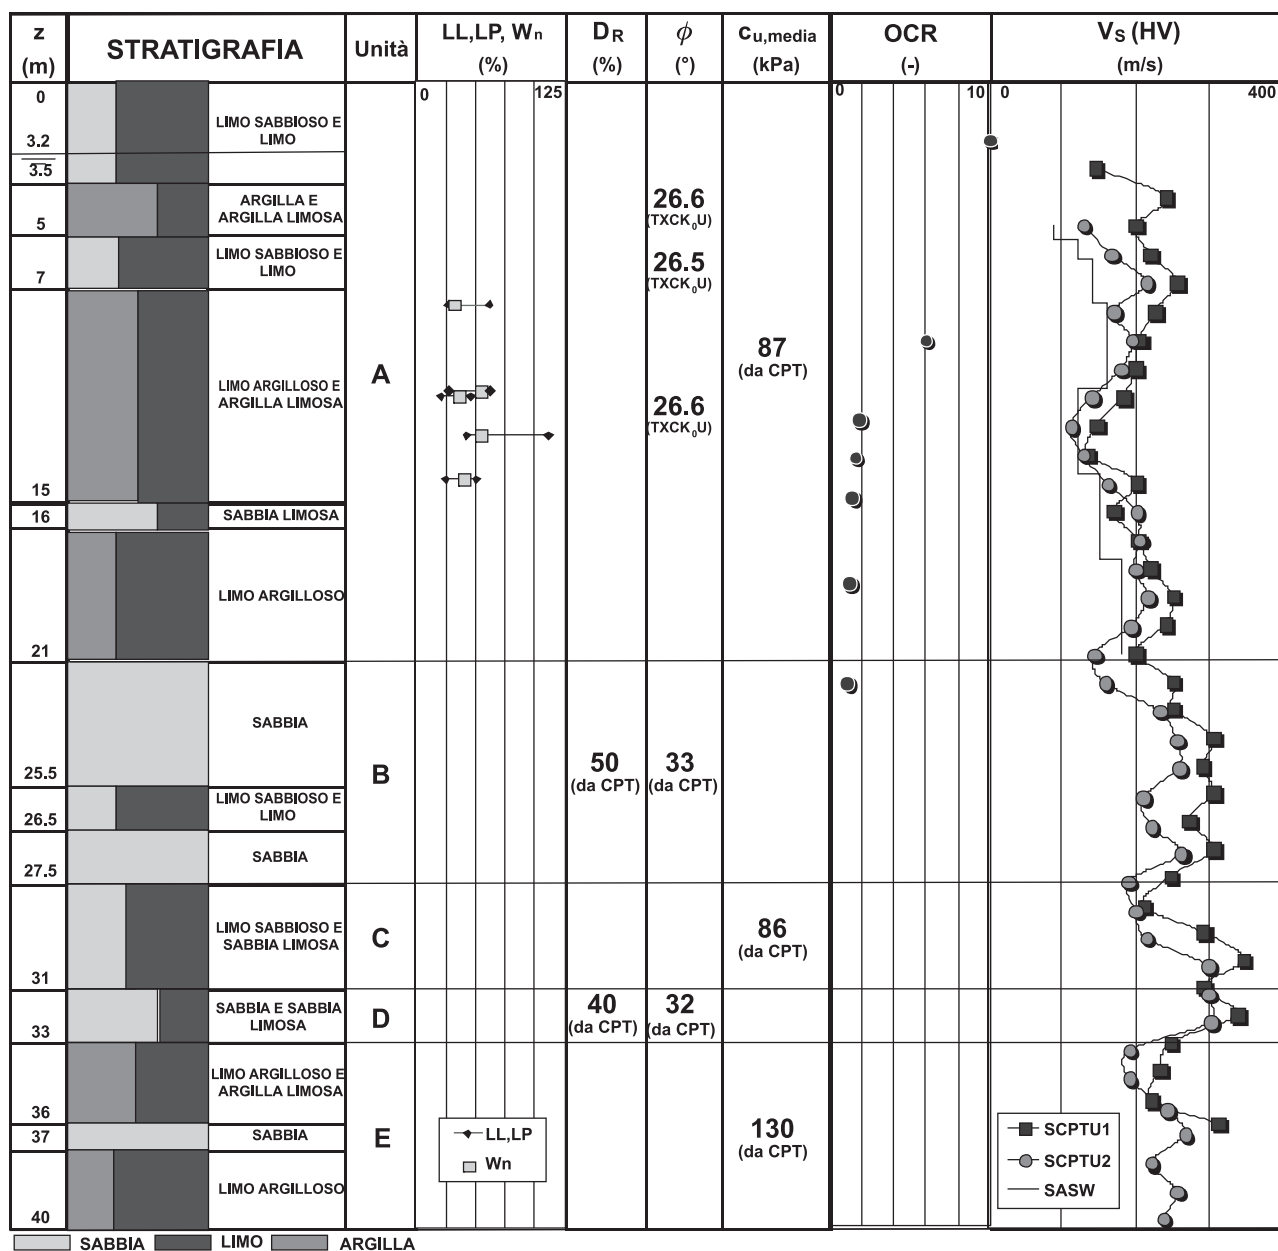 z STRATIGRAFIA Unità LL,LP, Wn DR ϕ cu,media OCR VS (HV)
(m) (%) (%) (°) (kPa) (-) (m/s)
0 0 125 0 10 0 400
LIMO SABBIOSO E
LIMO
3.2
3.5
ARGILLA E
ARGILLA LIMOSA
26.6
(TXCK0U)
5
LIMO SABBIOSO E
LIMO
26.5
(TXCK0U)
7
LIMO ARGILLOSO E
ARGILLA LIMOSA
A
87
(da CPT)
26.6
(TXCK0U)
15
16 SABBIA LIMOSA
LIMO ARGILLOSO
21
SABBIA
B
50 33
(da CPT) (da CPT)
25.5
LIMO SABBIOSO E
LIMO
26.5
SABBIA
27.5
LIMO SABBIOSO E
SABBIA LIMOSA
C
86
(da CPT)
31
SABBIA E SABBIA
LIMOSA
D
40 32
(da CPT) (da CPT)
33
LIMO ARGILLOSO E
ARGILLA LIMOSA
36
37 SABBIA
E
130
(da CPT)
LL,LP
Wn
SCPTU1
SCPTU2
SASW
LIMO ARGILLOSO
40
SABBIA LIMO ARGILLA